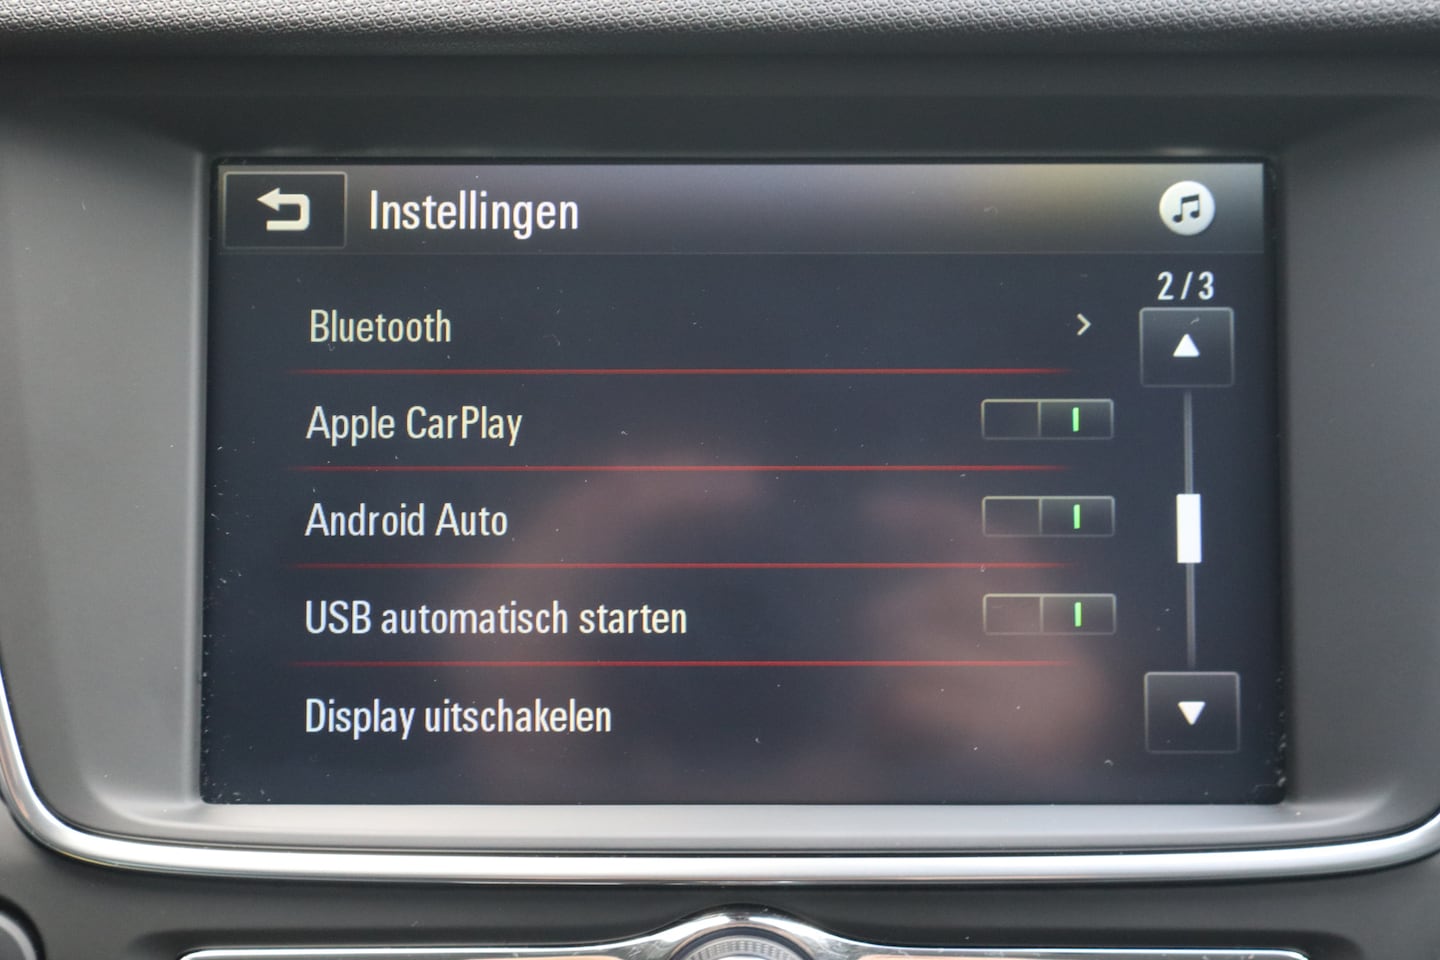 Instellingen
2/3
Bluetooth
Apple CarPlay
Android Auto
USB automatisch starten
Display uitschakelen